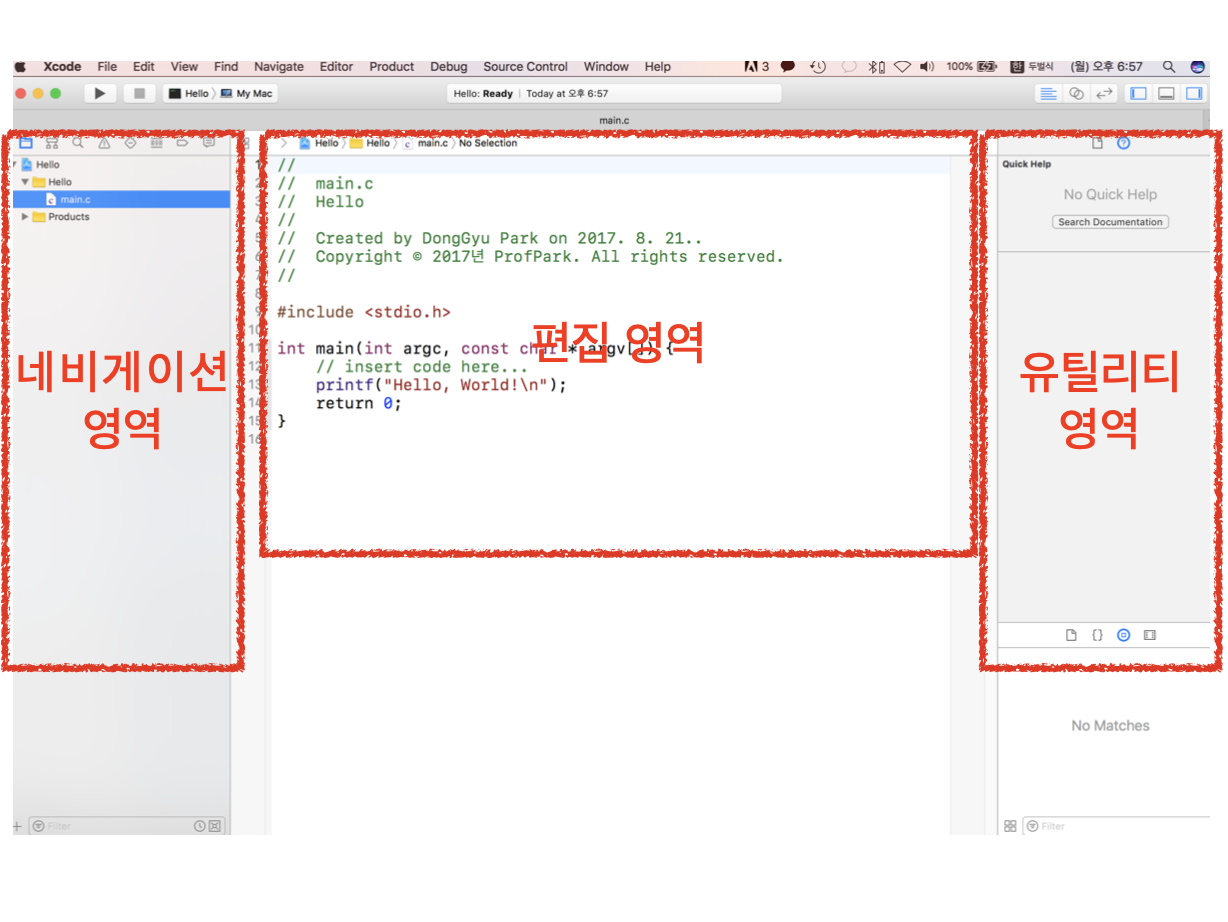 Xcode File Edit View Find Navigate Editor Product Debug Source Control Window Help 3 100% 한 두벌식 (월) 오후 6:57
Hello 〉 My Mac
Hello: Ready | Today at 오후 6:57
main.c
Hello 〉 Hello 〉 main.c 〉 No Selection
Hello
Hello
main.c
Products
네비게이션
영역
Filter
1 //
2 // main.c
3 // Hello
4 //
5 // Created by DongGyu Park on 2017. 8. 21..
6 // Copyright © 2017년 ProfPark. All rights reserved.
7 //
8
9 #include <stdio.h>
10
11 int main(int argc, const char * argv[]) {
12 // insert code here...
13 printf("Hello, World!\n");
14 return 0;
15 }
16
편집 영역
Quick Help
No Quick Help
Search Documentation
유틸리티
영역
{}
No Matches
Filter